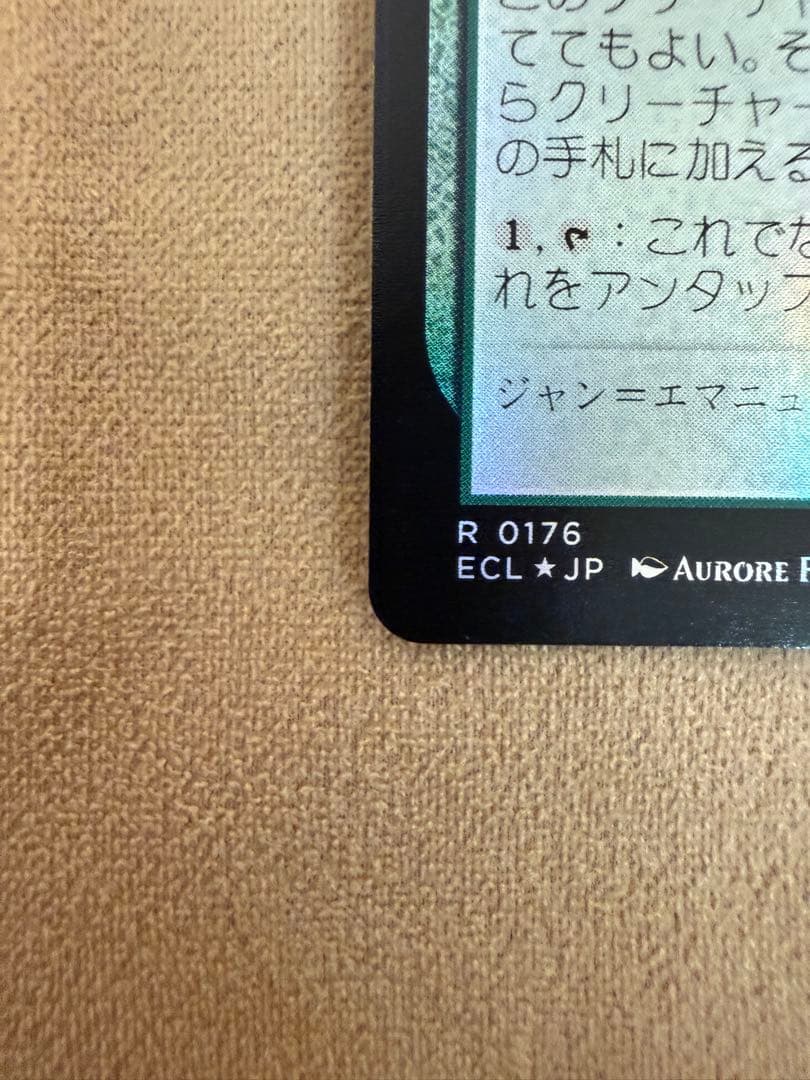 ててもよい。そ
らクリーチャー
の手札に加える
1, : これでな
れをアンタップ
ジャン=エマニュ
R 0176
ECL★JP AURORE F